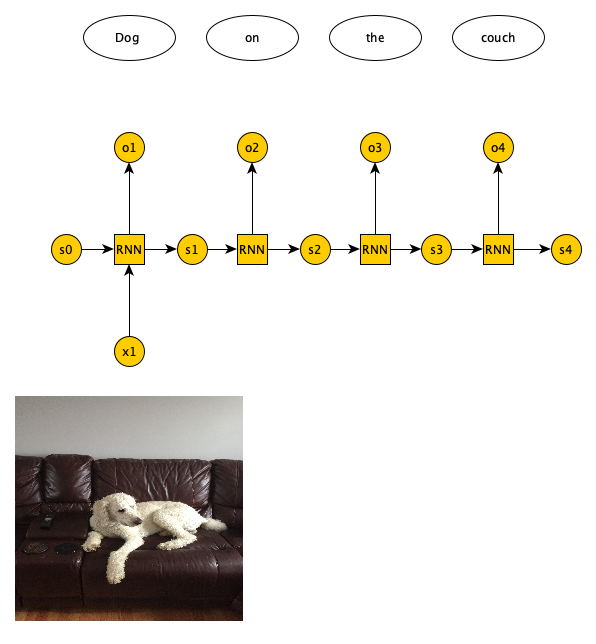 Dog on the couch
o1 o2 o3 o4
s0 RNN s1 RNN s2 RNN s3 RNN s4
x1